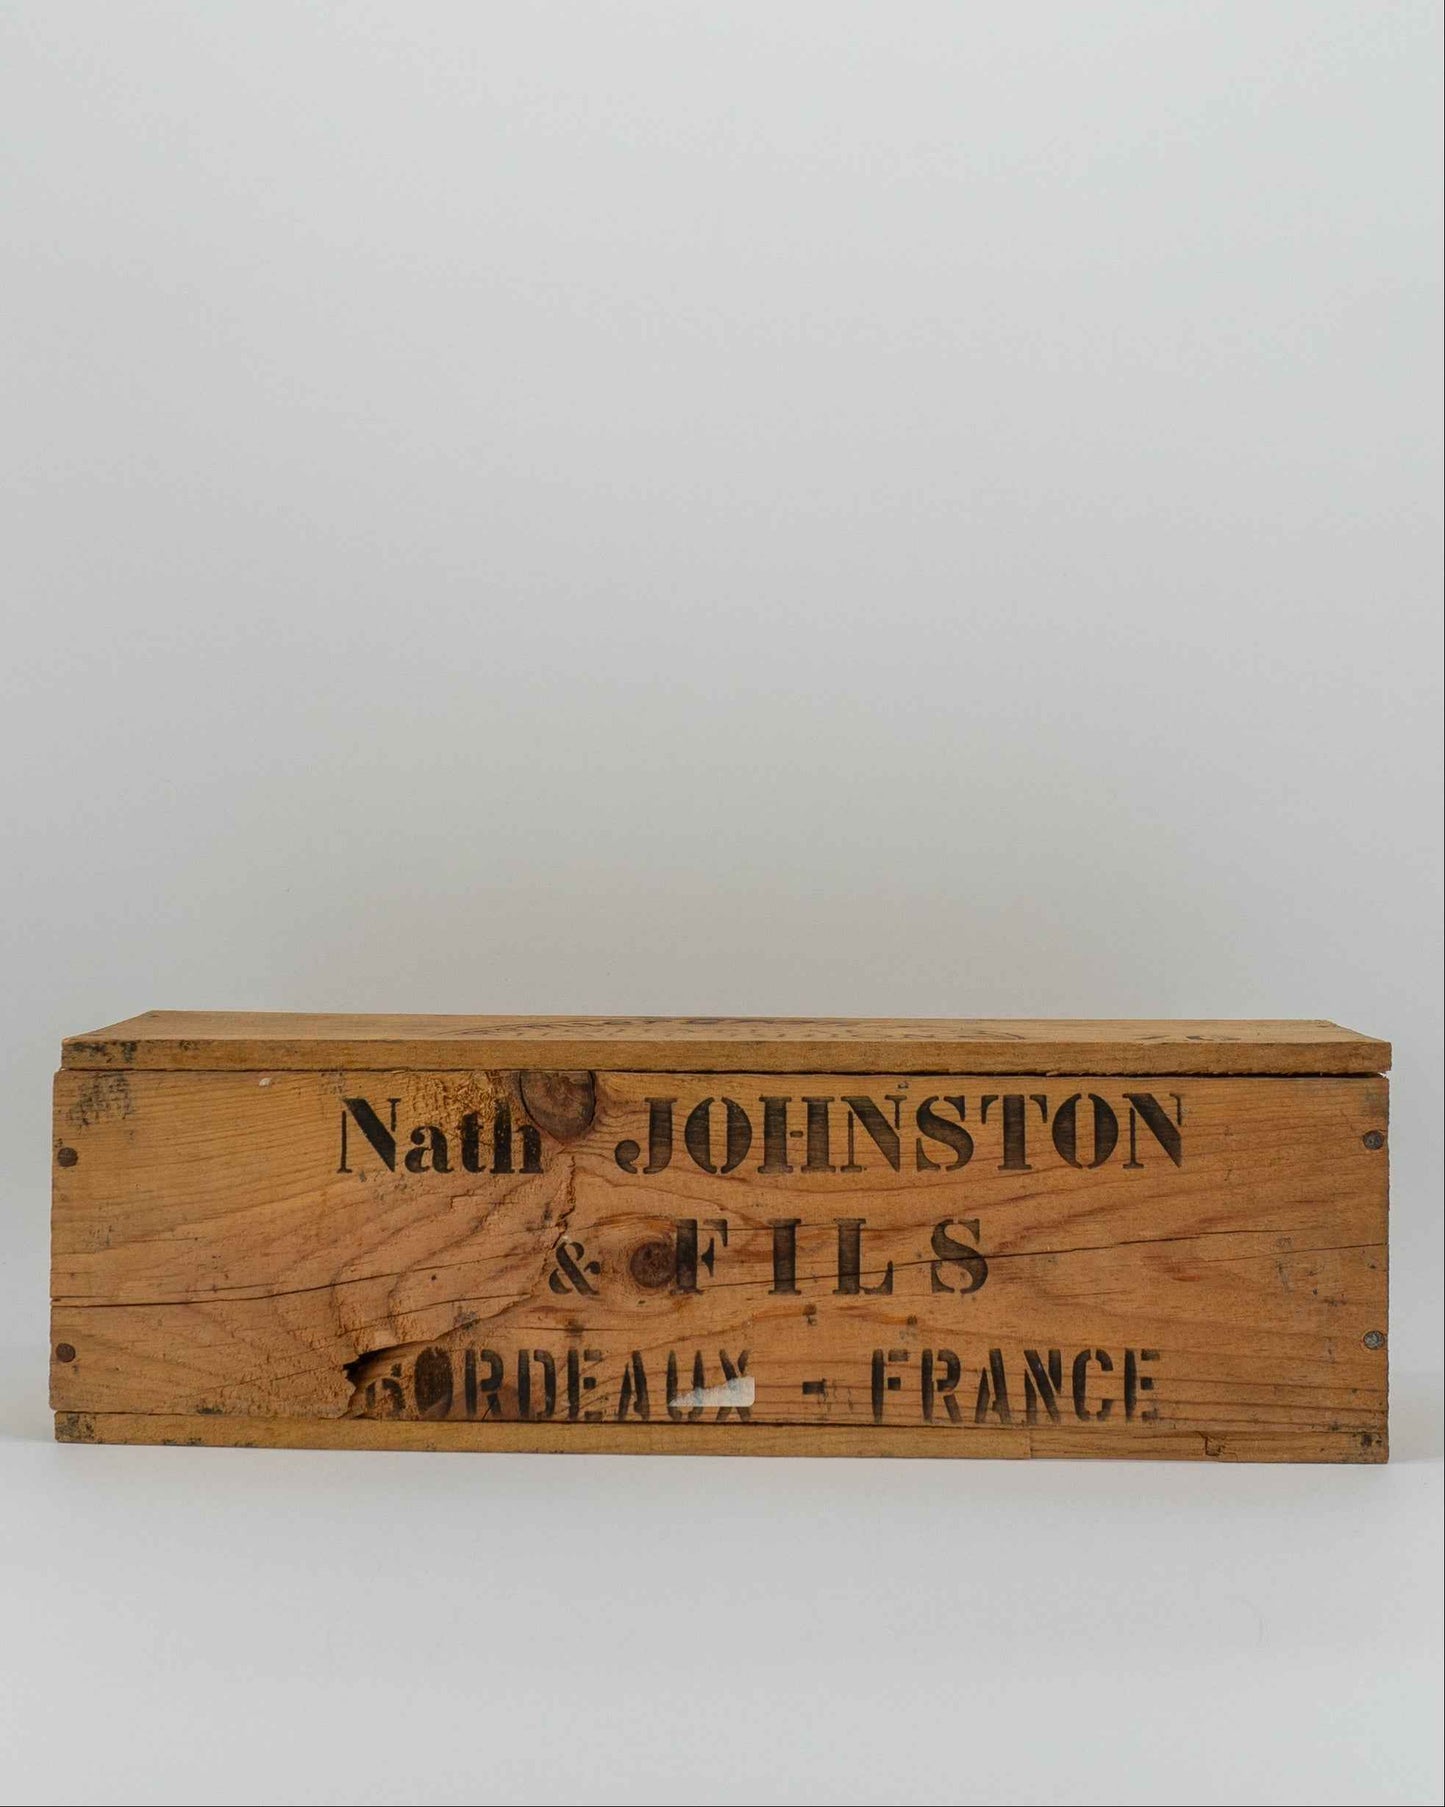 Nath JOHNSTON
& FILS
BORDEAUX - FRANCE